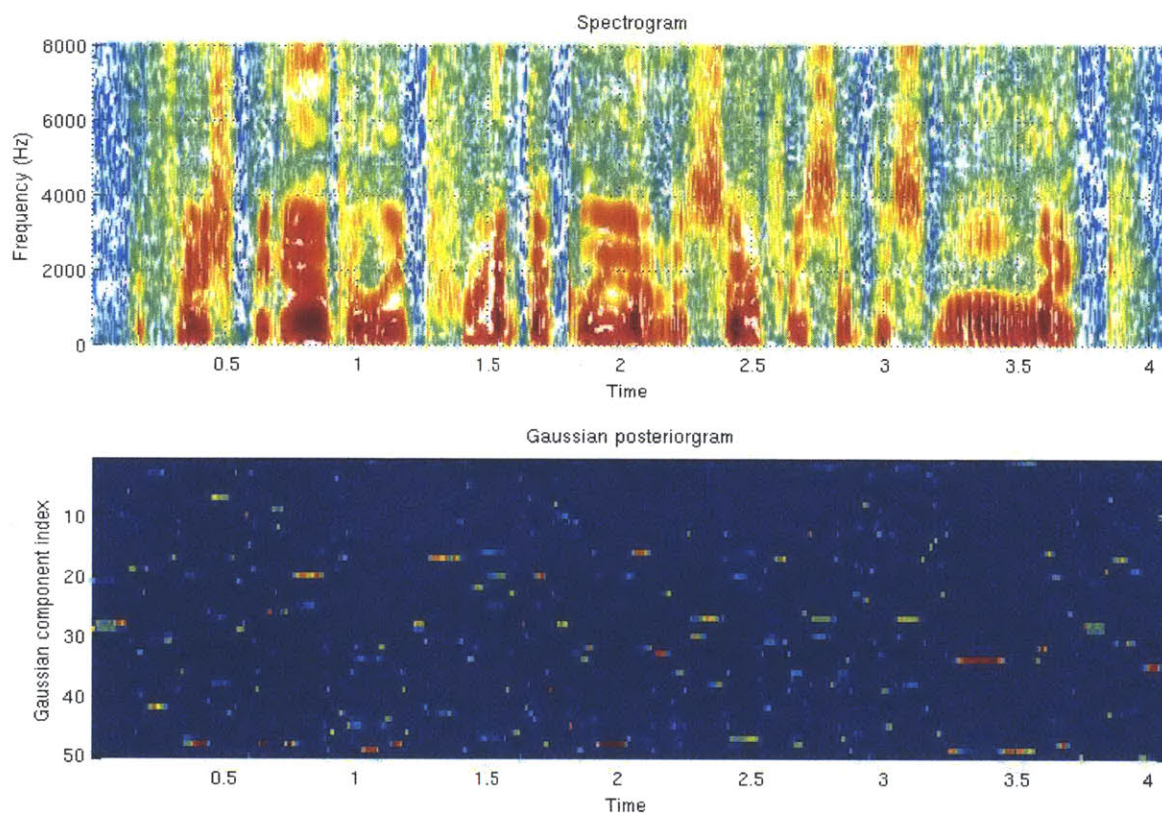 Spectrogram
8000
6000
4000
2000
0
Frequency (Hz)
0.5 1 1.5 2 2.5 3 3.5 4
Time
Gaussian posteriorgram
10
20
30
40
50
Gaussian component index
0.5 1 1.5 2 2.5 3 3.5 4
Time